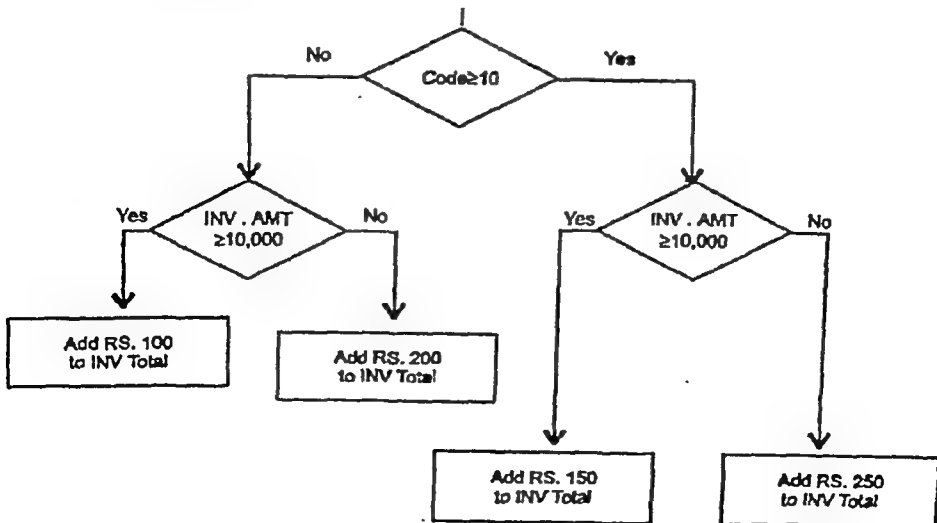 No
Yes
Code≥10
Yes
INV . AMT
≥10,000
No
Yes
INV . AMT
≥10,000
No
Add RS. 100
to INV Total
Add RS. 200
to INV Total
Add RS. 150
to INV Total
Add RS. 250
to INV Total